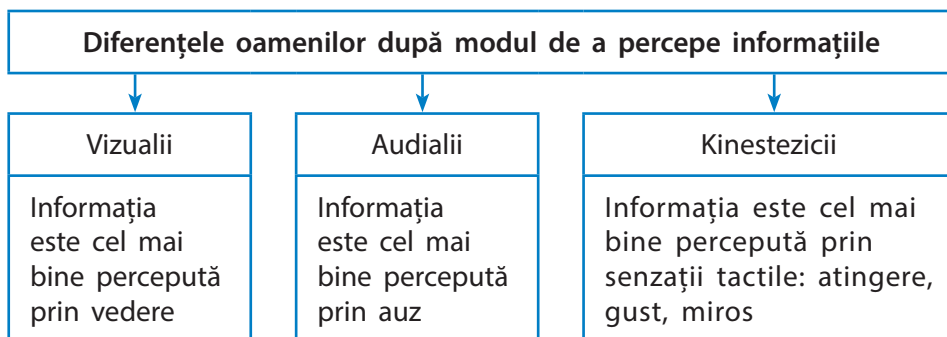 Diferențele oamenilor după modul de a percepe informațiile
Vizualii
Informația
este cel mai
bine percepută
prin vedere
Audialii
Informația
este cel mai
bine percepută
prin auz
Kinestezicii
Informația este cel mai
bine percepută prin
senzații tactile: atingere,
gust, miros